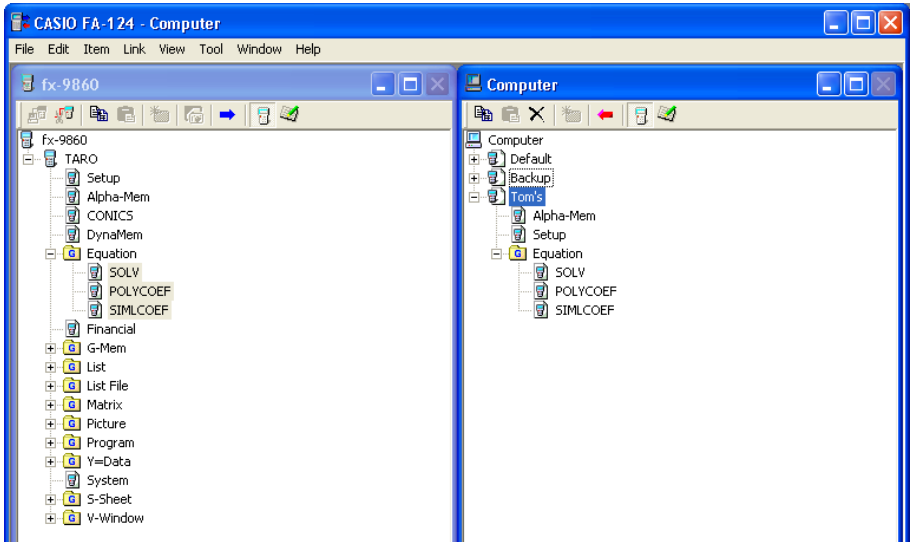 CASIO FA-124 - Computer
File Edit Item Link View Tool Window Help
fx-9860
fx-9860
TARO
Setup
Alpha-Mem
CONICS
DynaMem
Equation
SOLV
POLYCOEF
SIMLCOEF
Financial
G-Mem
List
List File
Matrix
Picture
Program
Y=Data
System
S-Sheet
V-Window
Computer
Computer
Default
Backup
Tom's
Alpha-Mem
Setup
Equation
SOLV
POLYCOEF
SIMLCOEF